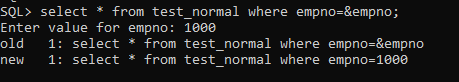 SQL> select * from test_normal where empno=&empno;
Enter value for empno: 1000
old   1: select * from test_normal where empno=&empno
new   1: select * from test_normal where empno=1000